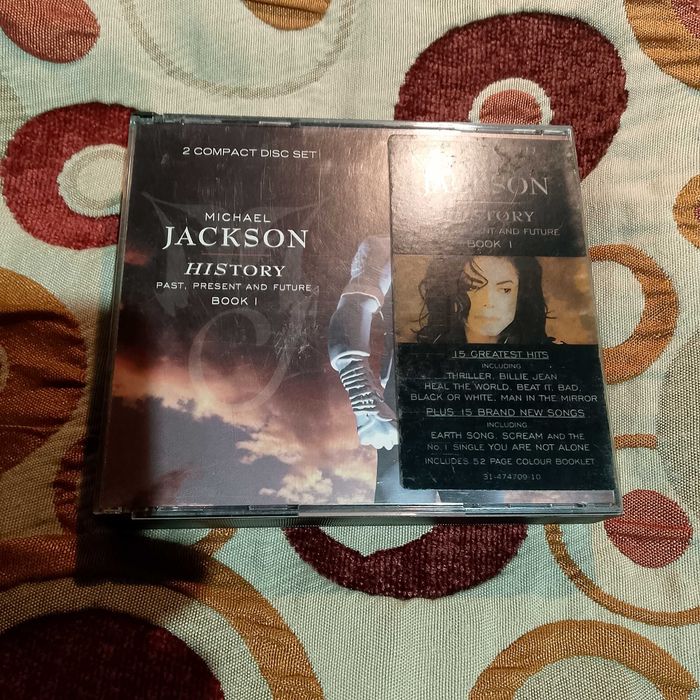 2 COMPACT DISC SET
MICHAEL
JACKSON
HISTORY
PAST, PRESENT AND FUTURE
BOOK I
JACKSON
HISTORY
PRESENT AND FUTURE
BOOK I
15 GREATEST HITS
INCLUDING
THRILLER, BILLIE JEAN
HEAL THE WORLD, BEAT IT, BAD,
BLACK OR WHITE, MAN IN THE MIRROR
PLUS 15 BRAND NEW SONGS
INCLUDING
EARTH SONG, SCREAM AND THE
No.1 SINGLE YOU ARE NOT ALONE
INCLUDES 52 PAGE COLOUR BOOKLET
31-474709-10